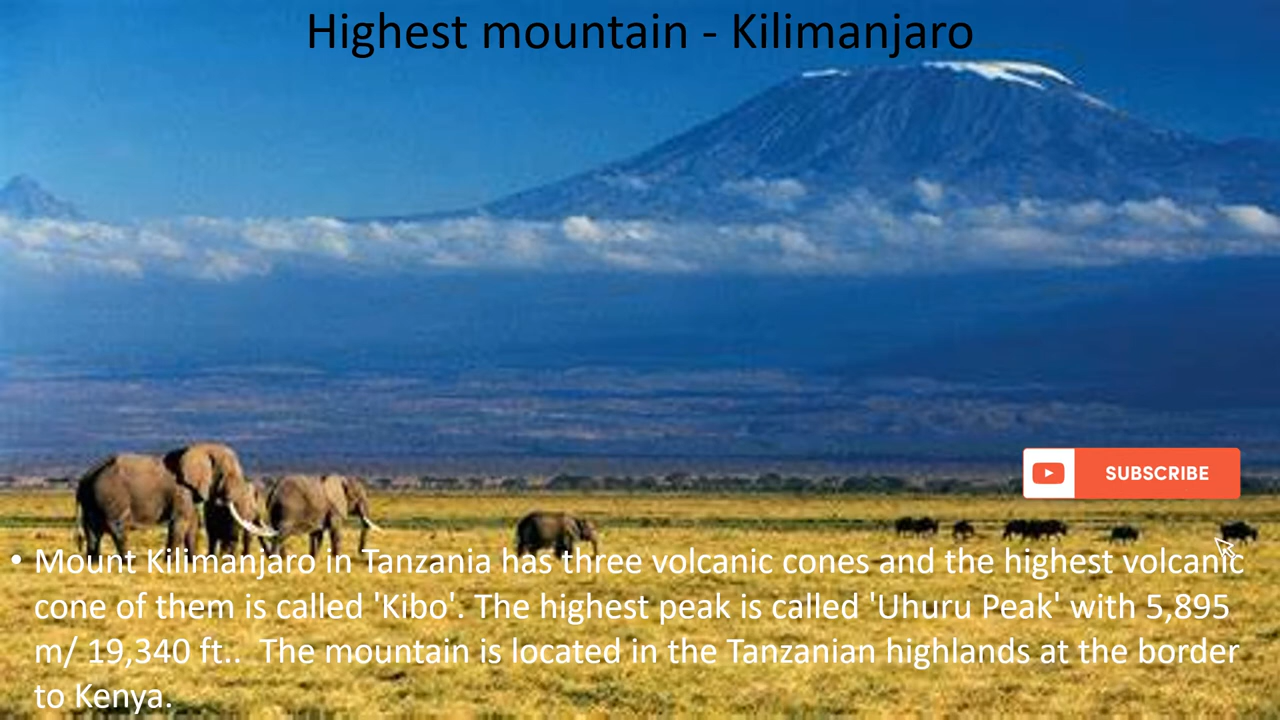 Highest mountain - Kilimanjaro
SUBSCRIBE
• Mount Kilimanjaro in Tanzania has three volcanic cones and the highest volcanic
cone of them is called 'Kibo'. The highest peak is called 'Uhuru Peak' with 5,895
m/ 19,340 ft..  The mountain is located in the Tanzanian highlands at the border
to Kenya.